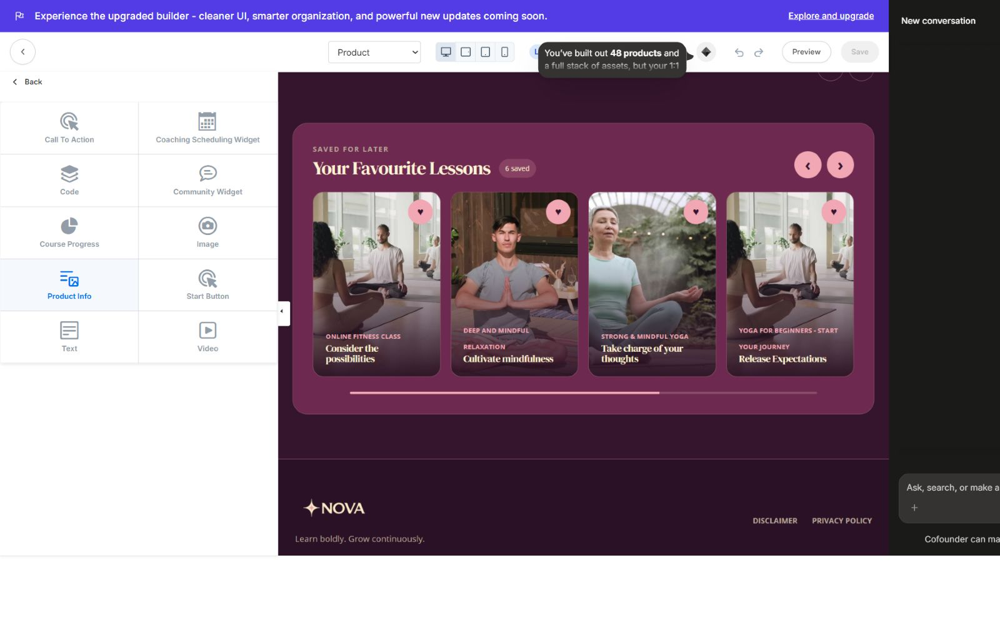 Experience the upgraded builder - cleaner UI, smarter organization, and powerful new updates coming soon.
Explore and upgrade
New conversation
Product
You've built out 48 products and
a full stack of assets, but your 1:1
Preview
Save
Back
Call To Action
Coaching Scheduling Widget
Code
Community Widget
Course Progress
Image
Product Info
Start Button
Text
Video
SAVED FOR LATER
Your Favourite Lessons
6 saved
ONLINE FITNESS CLASS
Consider the
possibilities
DEEP AND MINDFUL
RELAXATION
Cultivate mindfulness
STRONG & MINDFUL YOGA
Take charge of your
thoughts
YOGA FOR BEGINNERS - START
YOUR JOURNEY
Release Expectations
NOVA
Learn boldly. Grow continuously.
DISCLAIMER
PRIVACY POLICY
Ask, search, or make a
Cofounder can ma